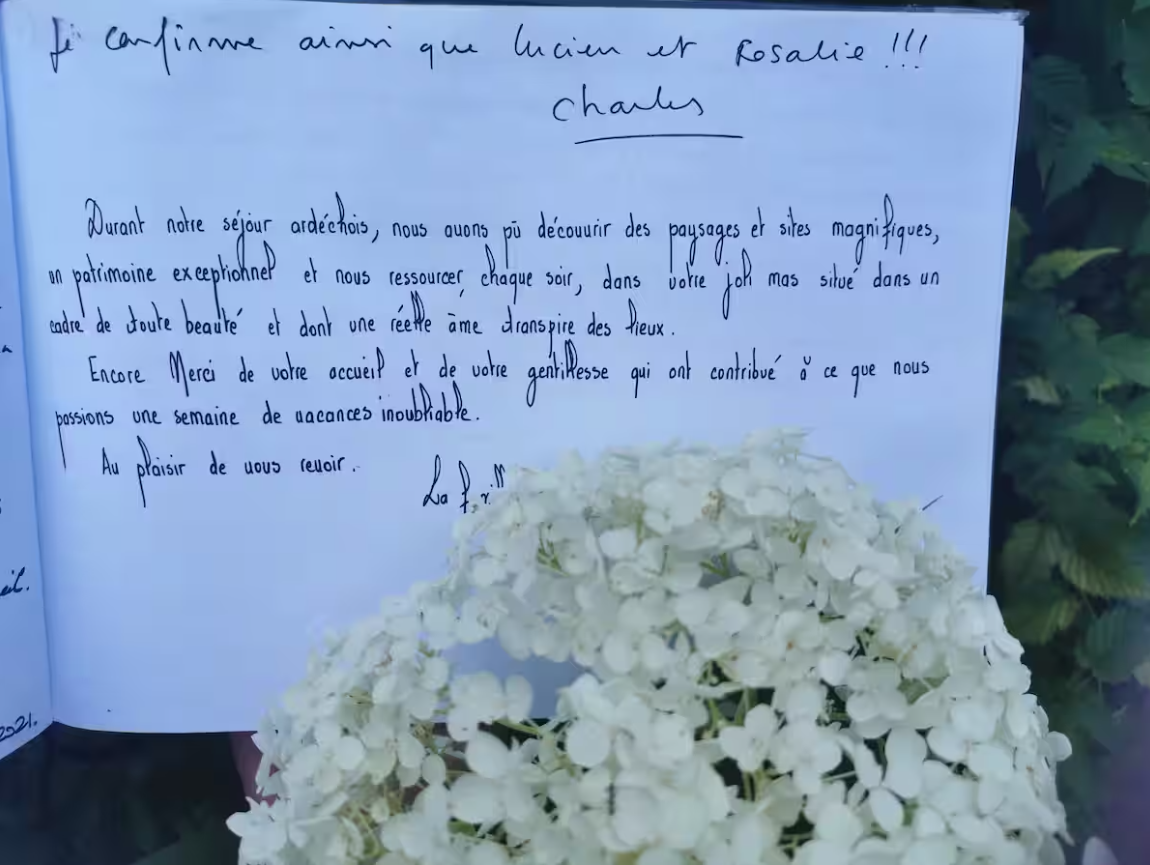 Je confirme ainsi que Lucien et Rosalie !!!
Charles
Durant notre séjour ardéchois, nous avons pû découvrir des paysages et sites magnifiques,
un patrimoine exceptionnel et nous ressourcer, chaque soir, dans votre joli mas situé dans un
cadre de toute beauté et dont une réelle âme transpire des lieux.
Encore Merci de votre accueil et de votre gentillesse qui ont contribué à ce que nous
passions une semaine de vacances inoubliable.
Au plaisir de vous revoir.
La
2021.